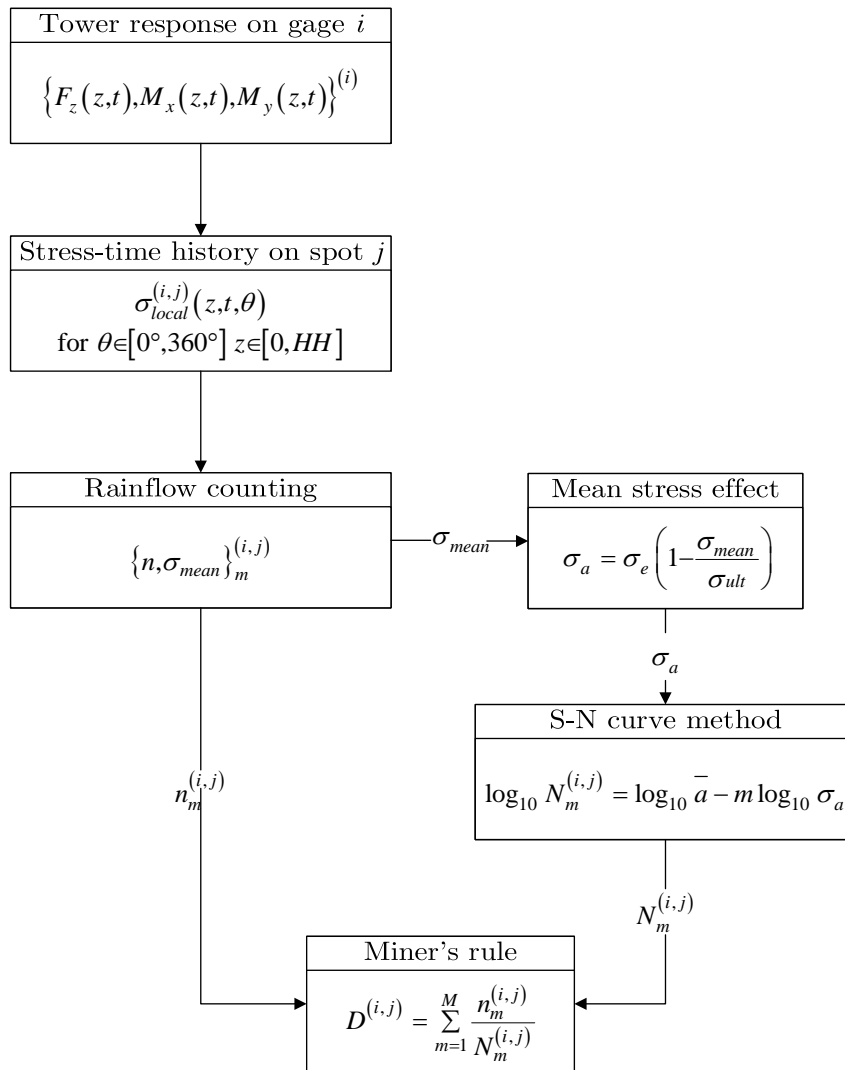 Tower response on gage i
{F_z(z,t),M_x(z,t),M_y(z,t)}^(i)
Stress-time history on spot j
σ_local^(i,j)(z,t,θ)
for θ∈[0°,360°] z∈[0,HH]
Rainflow counting
{n,σ_mean}_m^(i,j)
σ_mean
Mean stress effect
σ_a = σ_e(1−σ_mean/σ_ult)
σ_a
S-N curve method
log_10 N_m^(i,j) = log_10 a̅ − m log_10 σ_a
n_m^(i,j)
N_m^(i,j)
Miner's rule
D^(i,j) = ∑_{m=1}^{M} n_m^(i,j)/N_m^(i,j)